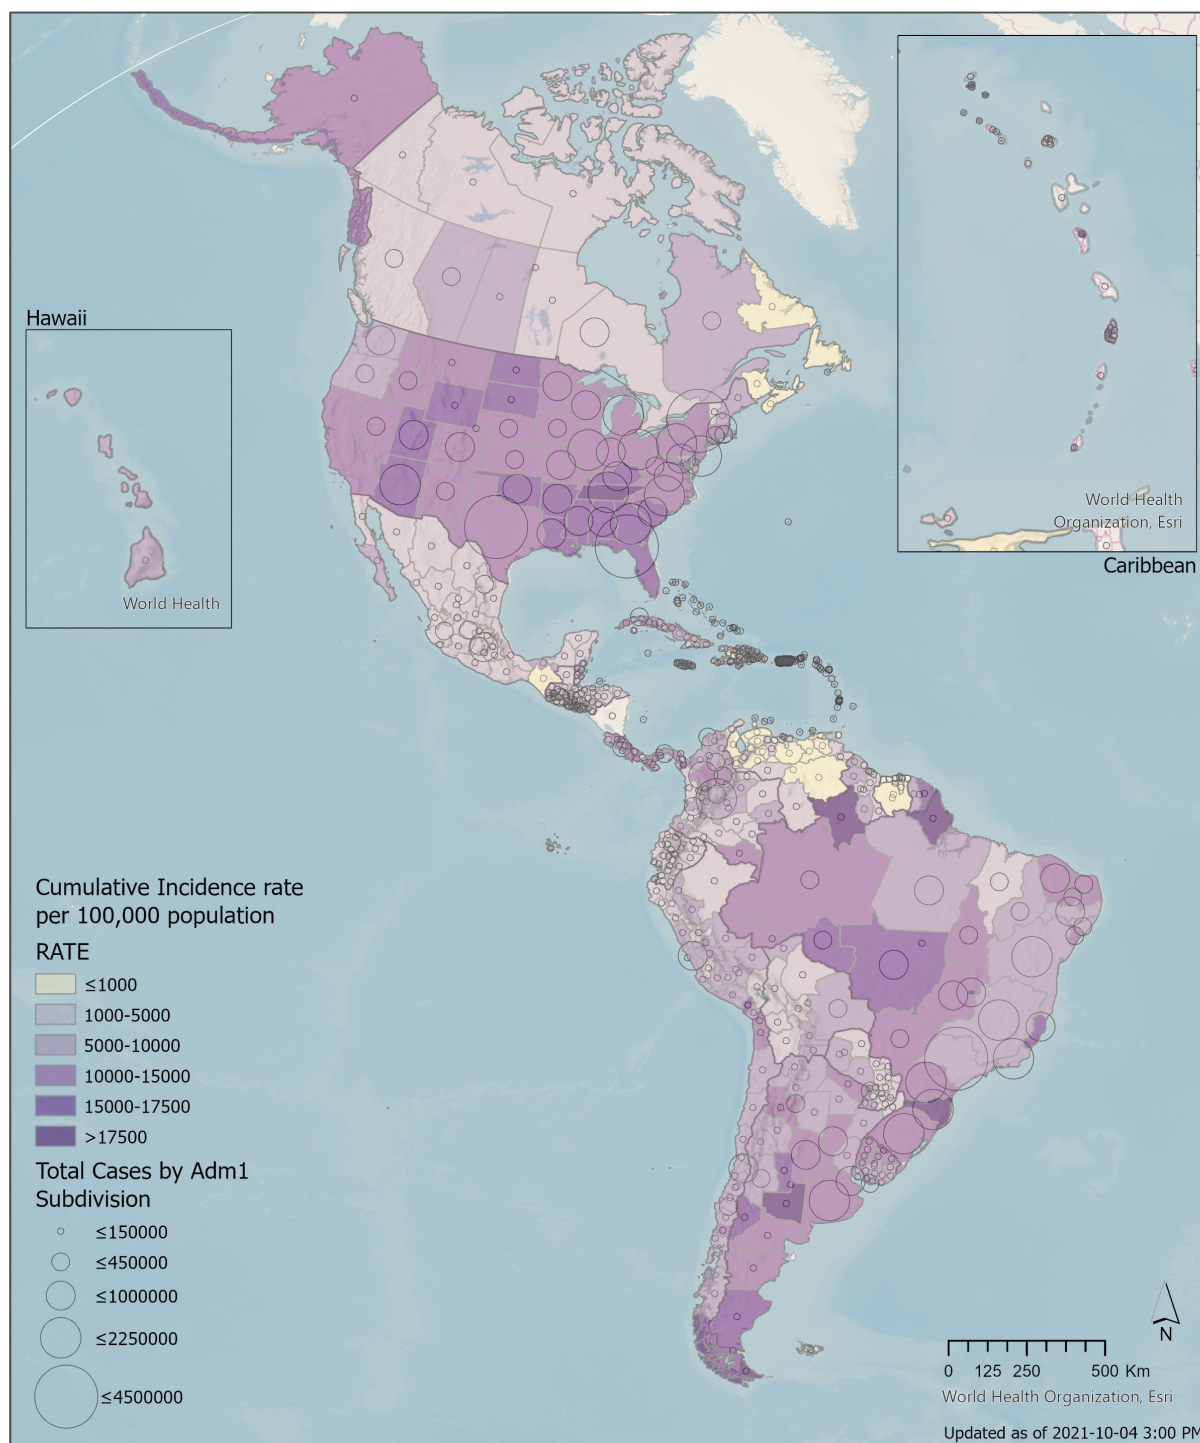 Hawaii
World Health
World Health
Organization, Esri
Caribbean
Cumulative Incidence rate
per 100,000 population
RATE
≤1000
1000-5000
5000-10000
10000-15000
15000-17500
>17500
Total Cases by Adm1
Subdivision
≤150000
≤450000
≤1000000
≤2250000
≤4500000
N
0 125 250 500 Km
World Health Organization, Esri
Updated as of 2021-10-04 3:00 PM